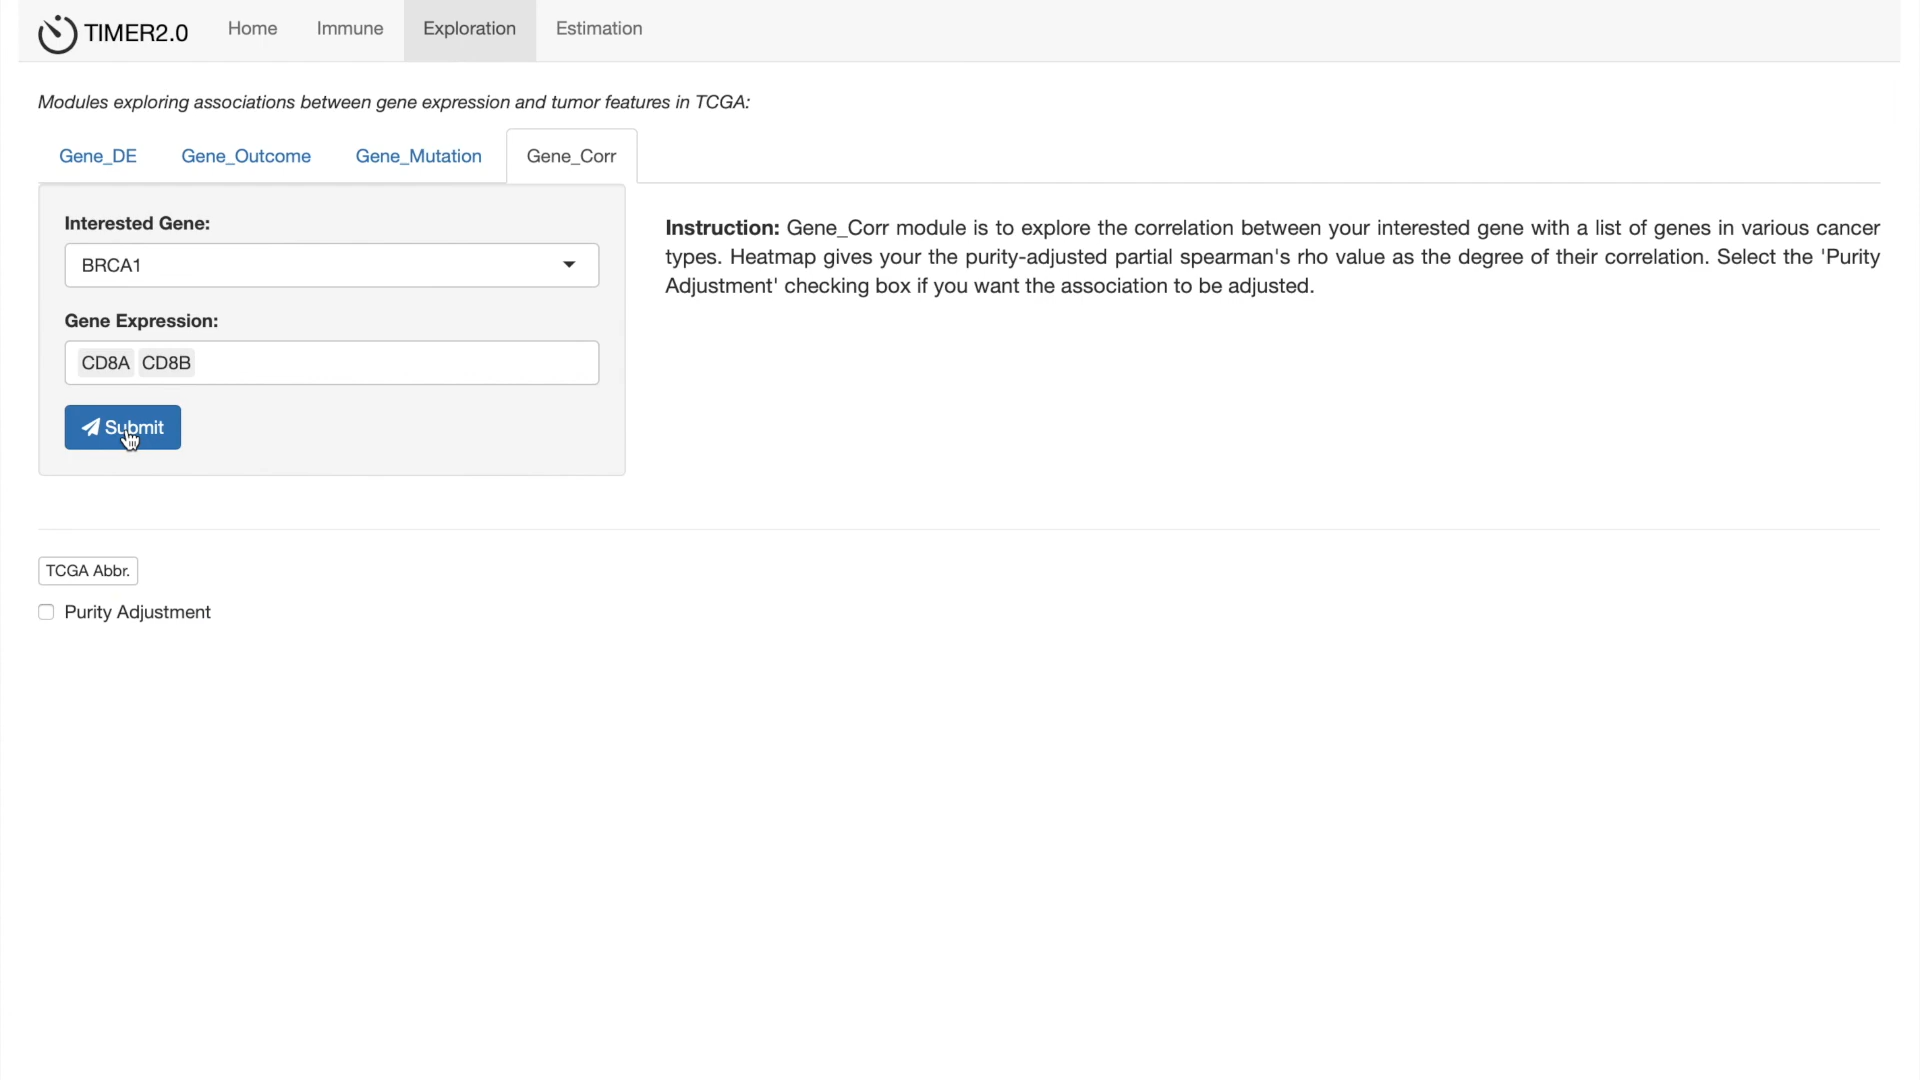 TIMER2.0 Home Immune Exploration Estimation
Modules exploring associations between gene expression and tumor features in TCGA:
Gene_DE Gene_Outcome Gene_Mutation Gene_Corr
Interested Gene:
BRCA1
Gene Expression:
CD8A CD8B
Submit
Instruction: Gene_Corr module is to explore the correlation between your interested gene with a list of genes in various cancer
types. Heatmap gives your the purity-adjusted partial spearman's rho value as the degree of their correlation. Select the 'Purity
Adjustment' checking box if you want the association to be adjusted.
TCGA Abbr.
Purity Adjustment